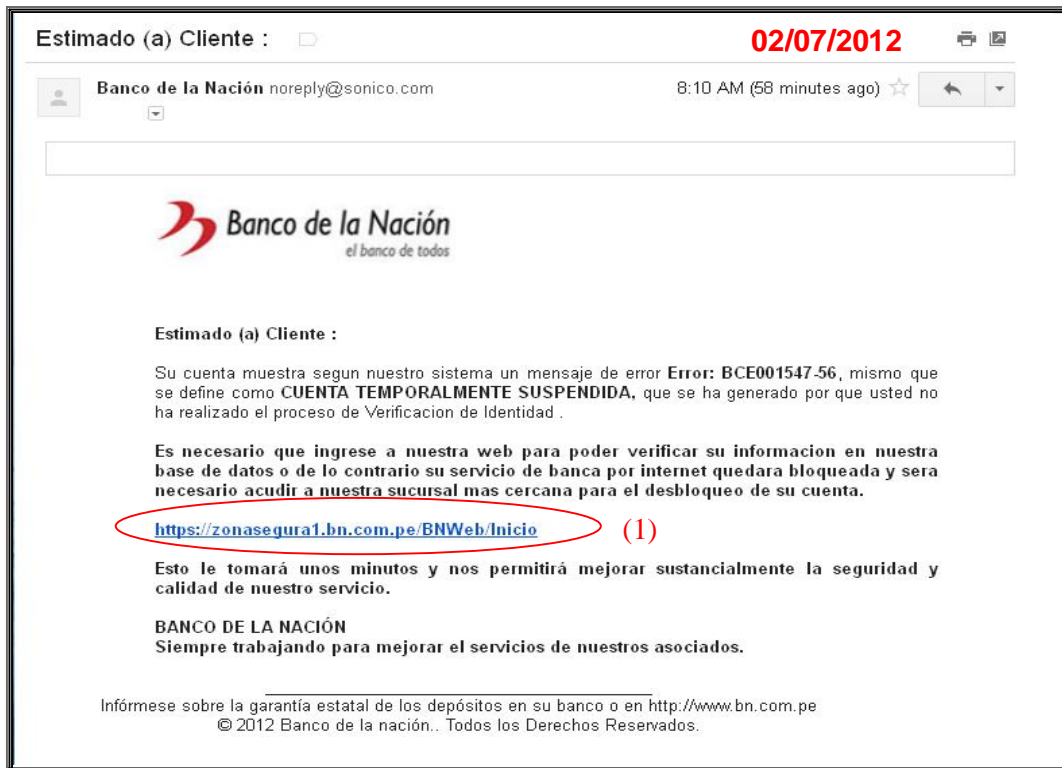 Estimado (a) Cliente :
02/07/2012
Banco de la Nación noreply@sonico.com
8:10 AM (58 minutes ago)
Banco de la Nación
el banco de todos
Estimado (a) Cliente :
Su cuenta muestra segun nuestro sistema un mensaje de error Error: BCE001547-56, mismo que
se define como CUENTA TEMPORALMENTE SUSPENDIDA, que se ha generado por que usted no
ha realizado el proceso de Verificacion de Identidad .
Es necesario que ingrese a nuestra web para poder verificar su informacion en nuestra
base de datos o de lo contrario su servicio de banca por internet quedara bloqueada y sera
necesario acudir a nuestra sucursal mas cercana para el desbloqueo de su cuenta.
https://zonasegura1.bn.com.pe/BNWeb/Inicio
(1)
Esto le tomará unos minutos y nos permitirá mejorar sustancialmente la seguridad y
calidad de nuestro servicio.
BANCO DE LA NACIÓN
Siempre trabajando para mejorar el servicios de nuestros asociados.
Infórmese sobre la garantía estatal de los depósitos en su banco o en http://www.bn.com.pe
© 2012 Banco de la nación.. Todos los Derechos Reservados.